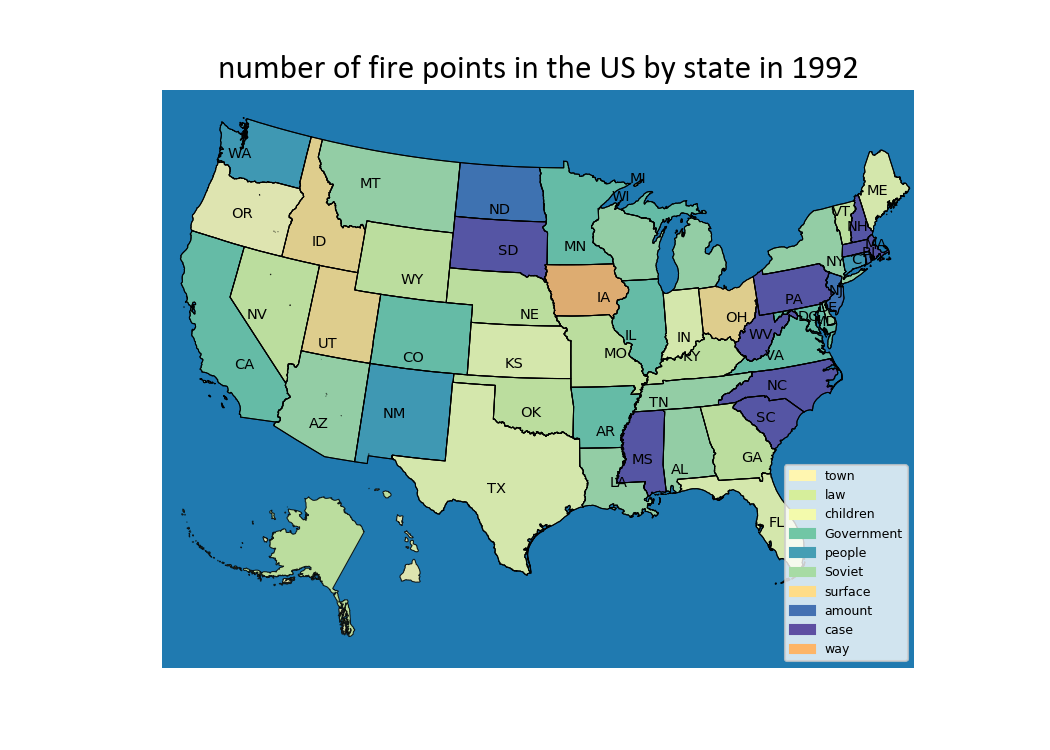 number of fire points in the US by state in 1992
WA
MT
ND
MN
WI
MI
ME
VT
NH
MA
OR
ID
SD
WY
NY
CT
RI
NV
UT
NE
IA
PA
NJ
OH
IN
IL
WV
DC
DE
MD
CA
CO
KS
MO
KY
VA
AZ
NM
OK
AR
TN
NC
SC
TX
LA
MS
AL
GA
FL
town
law
children
Government
people
Soviet
surface
amount
case
way